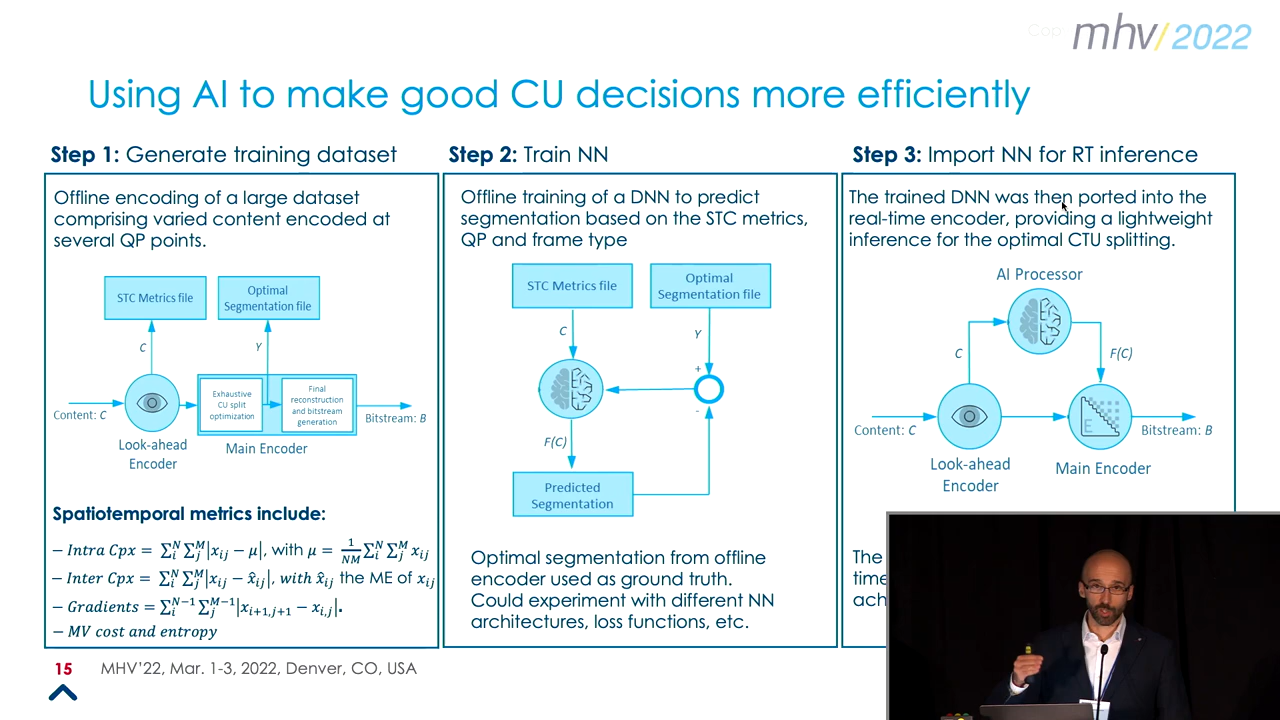 mhv/2022
Using AI to make good CU decisions more efficiently
Step 1: Generate training dataset
Offline encoding of a large dataset
comprising varied content encoded at
several QP points.
STC Metrics file
Optimal
Segmentation file
C
Y
Exhaustive
CU split
optimization
Final
reconstruction
and bitstream
generation
Content: C
Bitstream: B
Look-ahead
Encoder
Main Encoder
Spatiotemporal metrics include:
− Intra Cpx = ∑ᵢᴺ ∑ⱼᴹ |xᵢⱼ − μ|, with μ = 1/NM ∑ᵢᴺ ∑ⱼᴹ xᵢⱼ
− Inter Cpx = ∑ᵢᴺ ∑ⱼᴹ |xᵢⱼ − x̂ᵢⱼ|, with x̂ᵢⱼ the ME of xᵢⱼ
− Gradients = ∑ᵢᴺ⁻¹ ∑ⱼᴹ⁻¹ |xᵢ₊₁,ⱼ₊₁ − xᵢ,ⱼ|.
− MV cost and entropy
Step 2: Train NN
Offline training of a DNN to predict
segmentation based on the STC metrics,
QP and frame type
STC Metrics file
Optimal
Segmentation file
C
Y
+
-
F(C)
Predicted
Segmentation
Optimal segmentation from offline
encoder used as ground truth.
Could experiment with different NN
architectures, loss functions, etc.
Step 3: Import NN for RT inference
The trained DNN was then ported into the
real-time encoder, providing a lightweight
inference for the optimal CTU splitting.
AI Processor
C
F(C)
E
Content: C
Bitstream: B
Look-ahead
Encoder
Main Encoder
The
time
ach
15
MHV'22, Mar. 1-3, 2022, Denver, CO, USA